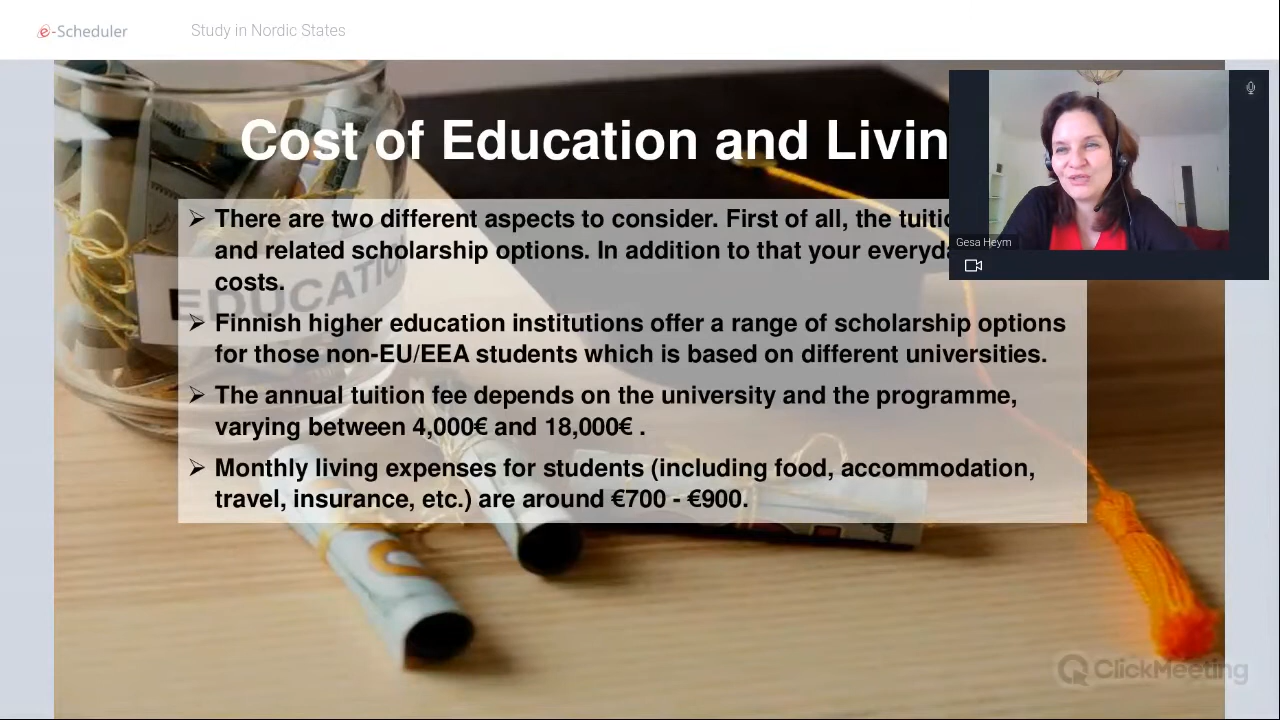 e-Scheduler
Study in Nordic States
Cost of Education and Livin
There are two different aspects to consider. First of all, the tuitio
and related scholarship options. In addition to that your everyda
costs.
Finnish higher education institutions offer a range of scholarship options
for those non-EU/EEA students which is based on different universities.
The annual tuition fee depends on the university and the programme,
varying between 4,000€ and 18,000€ .
Monthly living expenses for students (including food, accommodation,
travel, insurance, etc.) are around €700 - €900.
EDUCATION
Gesa Heym
ClickMeeting